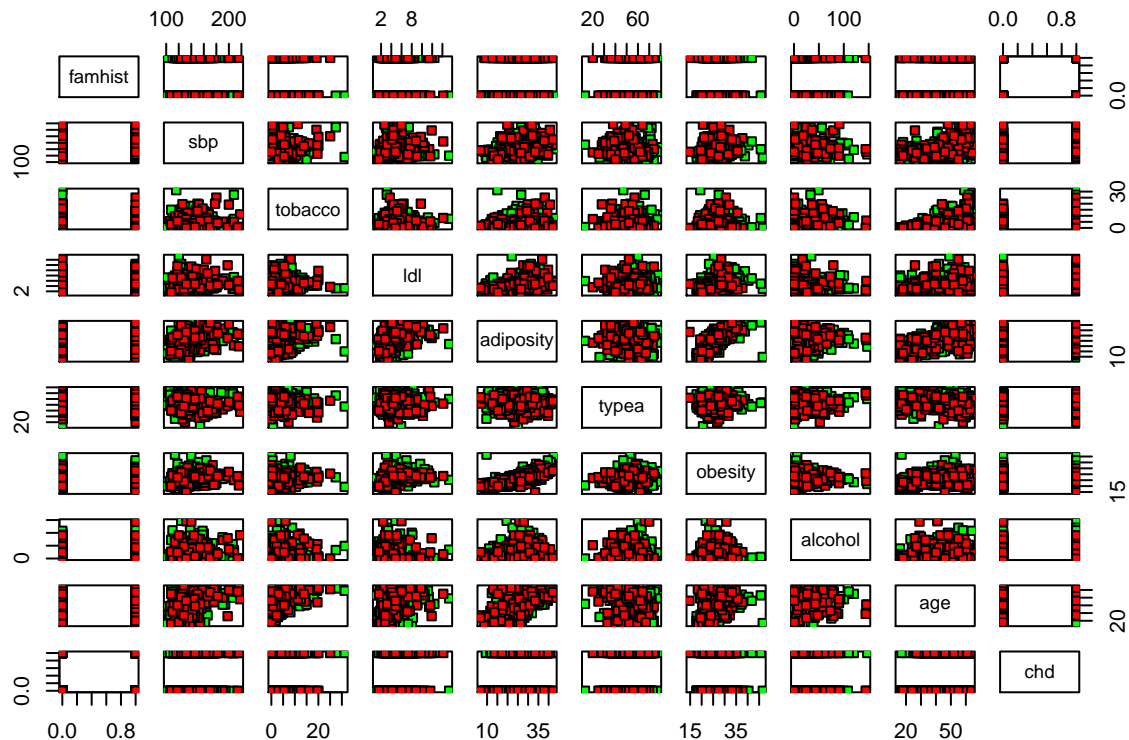 100 200 2 8 20 60 0 100 0.0 0.8
famhist 0.0
100 sbp
tobacco 0 30
2 ldl
adiposity 10
20 typea
obesity 15
0 alcohol
age 20
0.0 chd
0.0 0.8 0 20 10 35 15 35 20 50